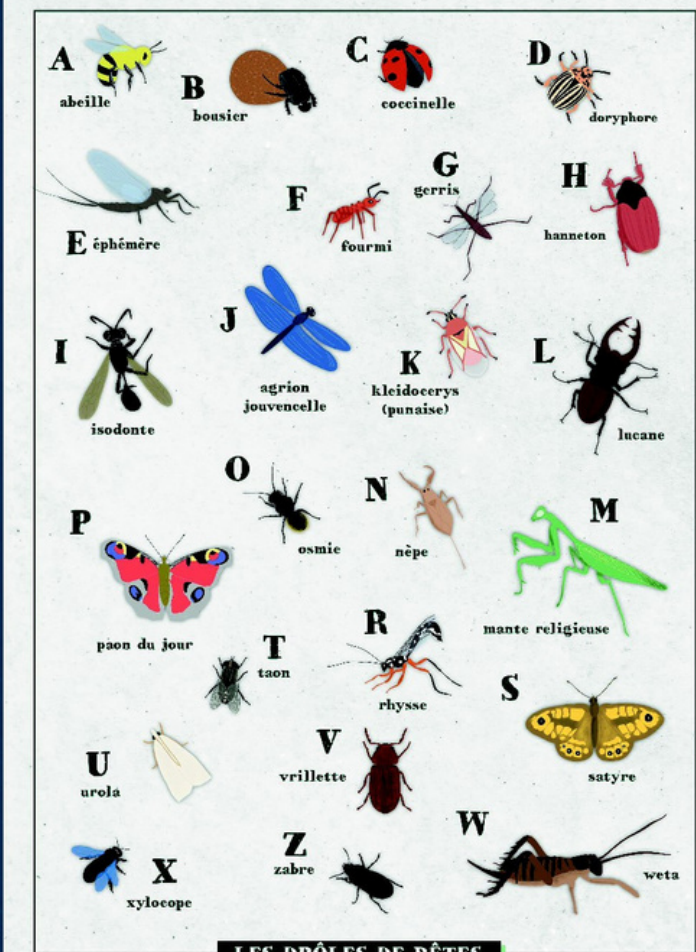 A
abeille
B
bousier
C
coccinelle
D
doryphore
E éphémère
F
fourmi
G
gerris
H
hanneton
I
isodonte
J
agrion
jouvencelle
K
kleidocerys
(punaise)
L
lucane
O
osmie
N
nèpe
M
mante religieuse
P
paon du jour
T
taon
R
rhysse
S
satyre
U
urola
V
vrillette
X
xylocope
Z
zabre
W
weta
LES DRÔLES DE BÊTES